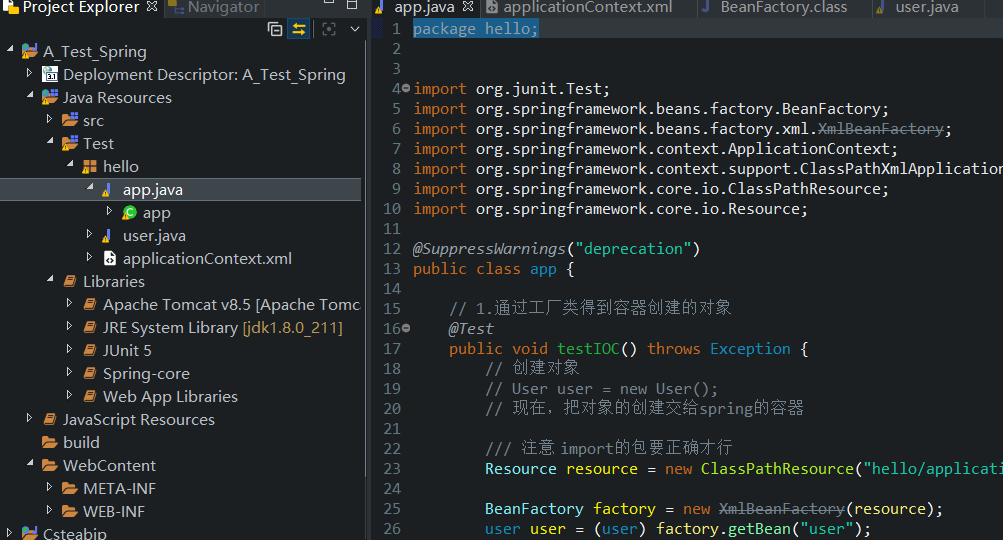 Project Explorer
Navigator
A_Test_Spring
Deployment Descriptor: A_Test_Spring
Java Resources
src
Test
hello
app.java
app
user.java
applicationContext.xml
Libraries
Apache Tomcat v8.5 [Apache Tomca
JRE System Library [jdk1.8.0_211]
JUnit 5
Spring-core
Web App Libraries
JavaScript Resources
build
WebContent
META-INF
WEB-INF
Csteabip
app.java applicationContext.xml BeanFactory.class user.java
1 package hello;
2
3
4 import org.junit.Test;
5 import org.springframework.beans.factory.BeanFactory;
6 import org.springframework.beans.factory.xml.XmlBeanFactory;
7 import org.springframework.context.ApplicationContext;
8 import org.springframework.context.support.ClassPathXmlApplication
9 import org.springframework.core.io.ClassPathResource;
10 import org.springframework.core.io.Resource;
11
12 @SuppressWarnings("deprecation")
13 public class app {
14
15 // 1.通过工厂类得到容器创建的对象
16 @Test
17 public void testIOC() throws Exception {
18 // 创建对象
19 // User user = new User();
20 // 现在，把对象的创建交给spring的容器
21
22 /// 注意 import的包要正确才行
23 Resource resource = new ClassPathResource("hello/applicati
24
25 BeanFactory factory = new XmlBeanFactory(resource);
26 user user = (user) factory.getBean("user");